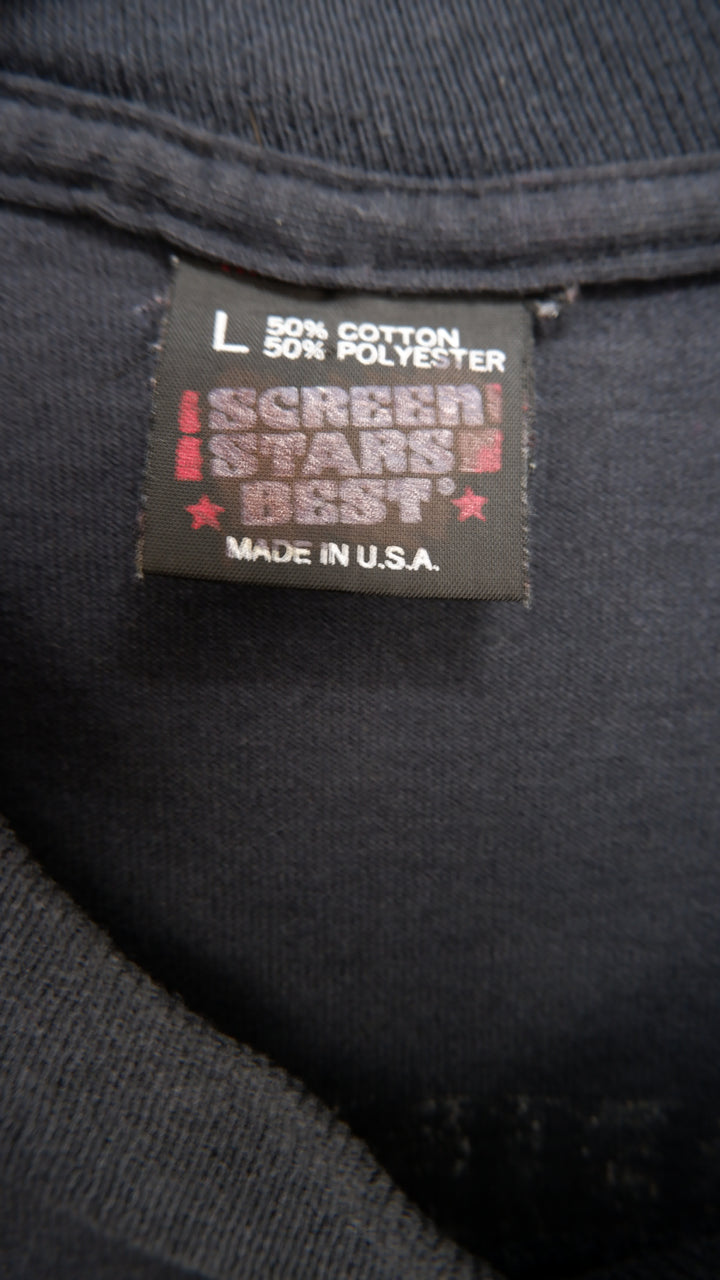 L 50% COTTON
50% POLYESTER
SCREEN
STARS
BEST®
MADE IN U.S.A.